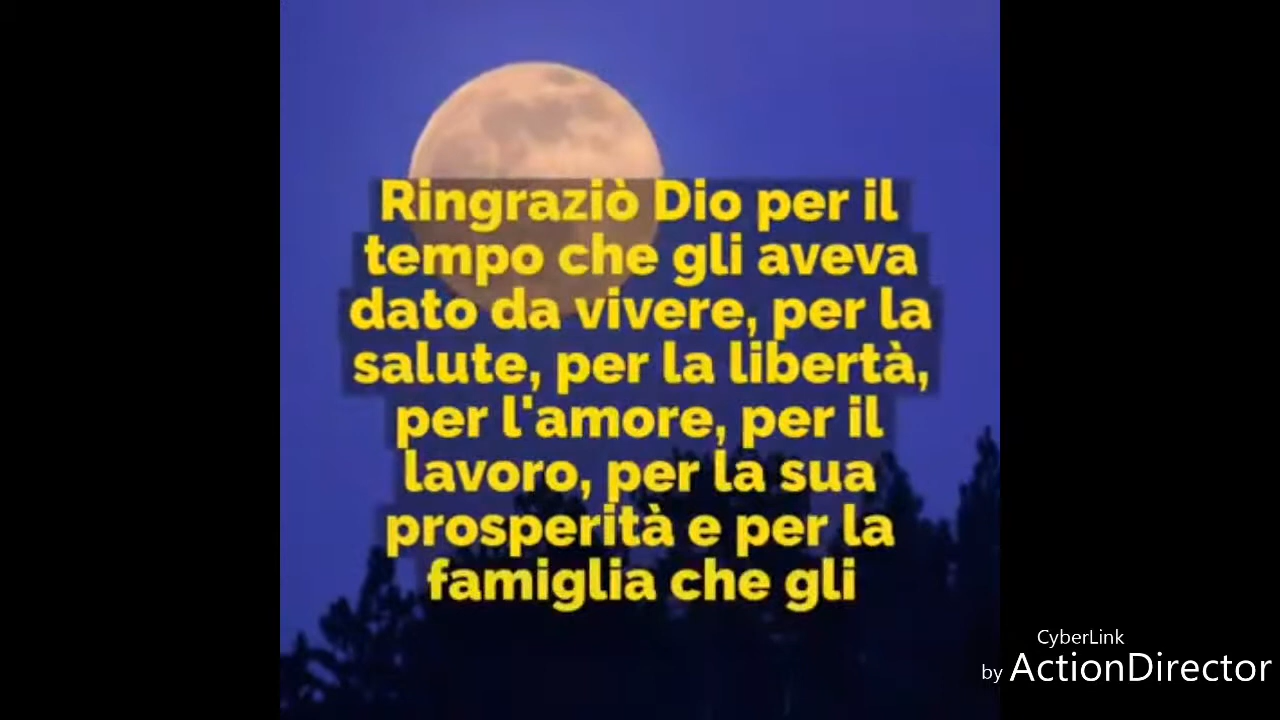 Ringraziò Dio per il
tempo che gli aveva
dato da vivere, per la
salute, per la libertà,
per l'amore, per il
lavoro, per la sua
prosperità e per la
famiglia che gli
CyberLink
by ActionDirector